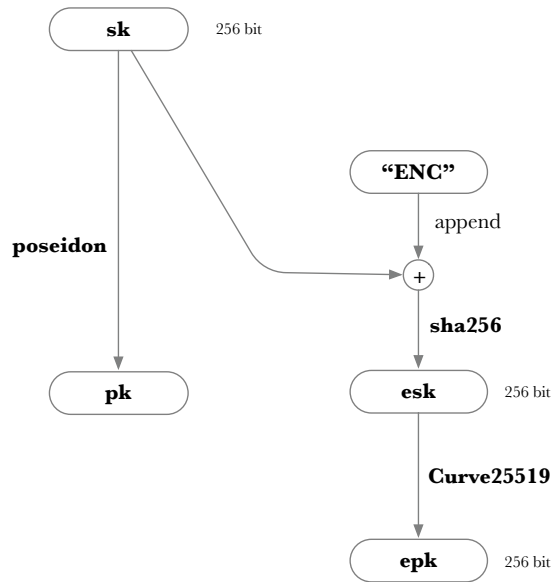 sk
256 bit
“ENC”
append
poseidon
+
sha256
pk
esk
256 bit
Curve25519
epk
256 bit